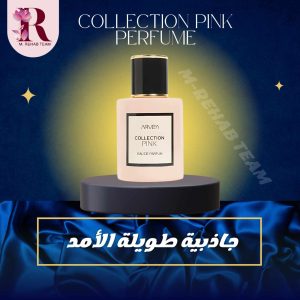 R
M. REHAB TEAM
COLLECTION PINK
PERFUME
M-REHAB TEAM
COLLECTION
PINK
EAU DE PARFUM
جاذبية طويلة الأمد